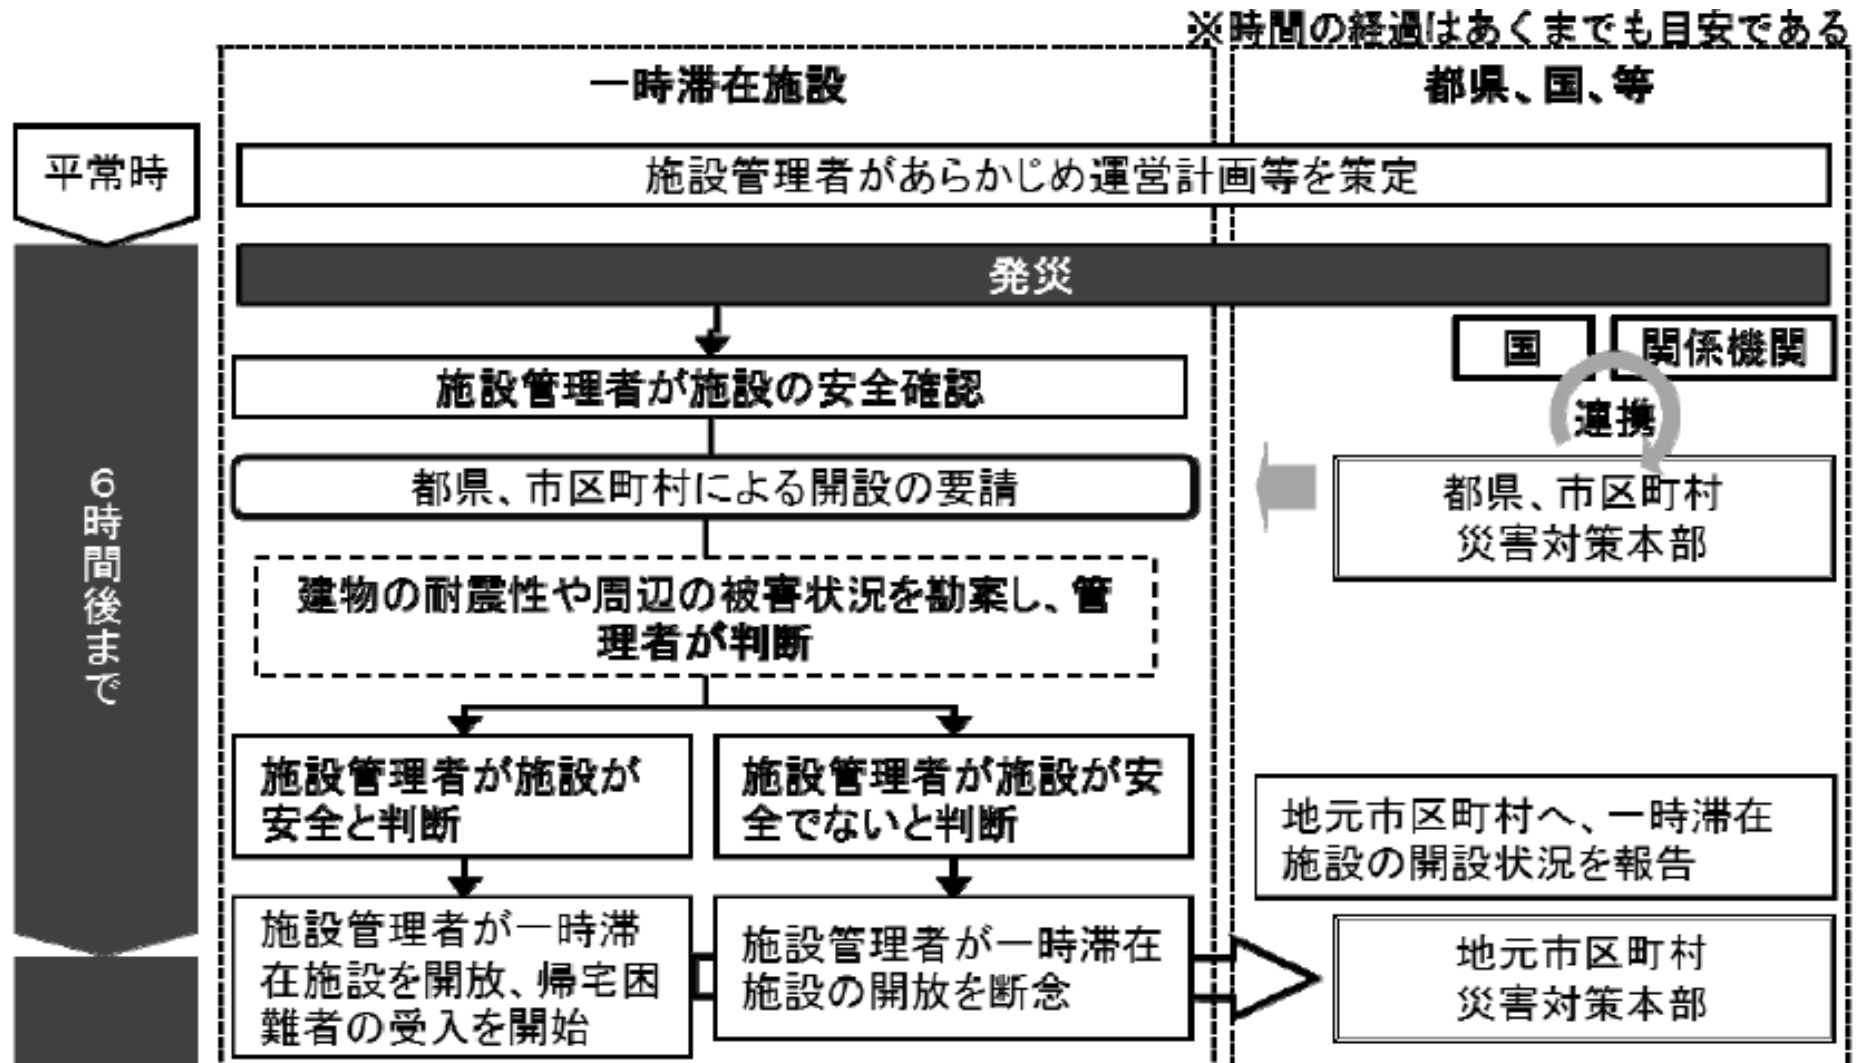 ※時間の経過はあくまでも目安である
一時滞在施設
都県、国、等
平常時
施設管理者があらかじめ運営計画等を策定
発災
国
関係機関
施設管理者が施設の安全確認
連携
都県、市区町村による開設の要請
都県、市区町村
災害対策本部
6時間後まで
建物の耐震性や周辺の被害状況を勘案し、管
理者が判断
施設管理者が施設が
安全と判断
施設管理者が施設が安
全でないと判断
地元市区町村へ、一時滞在
施設の開設状況を報告
施設管理者が一時滞
在施設を開放、帰宅困
難者の受入を開始
施設管理者が一時滞在
施設の開放を断念
地元市区町村
災害対策本部